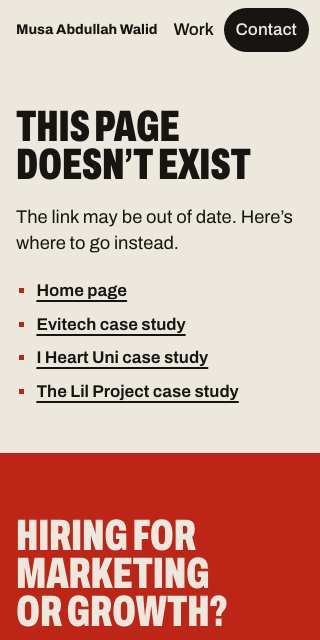 Musa Abdullah Walid Work Contact
THIS PAGE
DOESN’T EXIST
The link may be out of date. Here’s
where to go instead.
Home page
Evitech case study
I Heart Uni case study
The Lil Project case study
HIRING FOR
MARKETING
OR GROWTH?